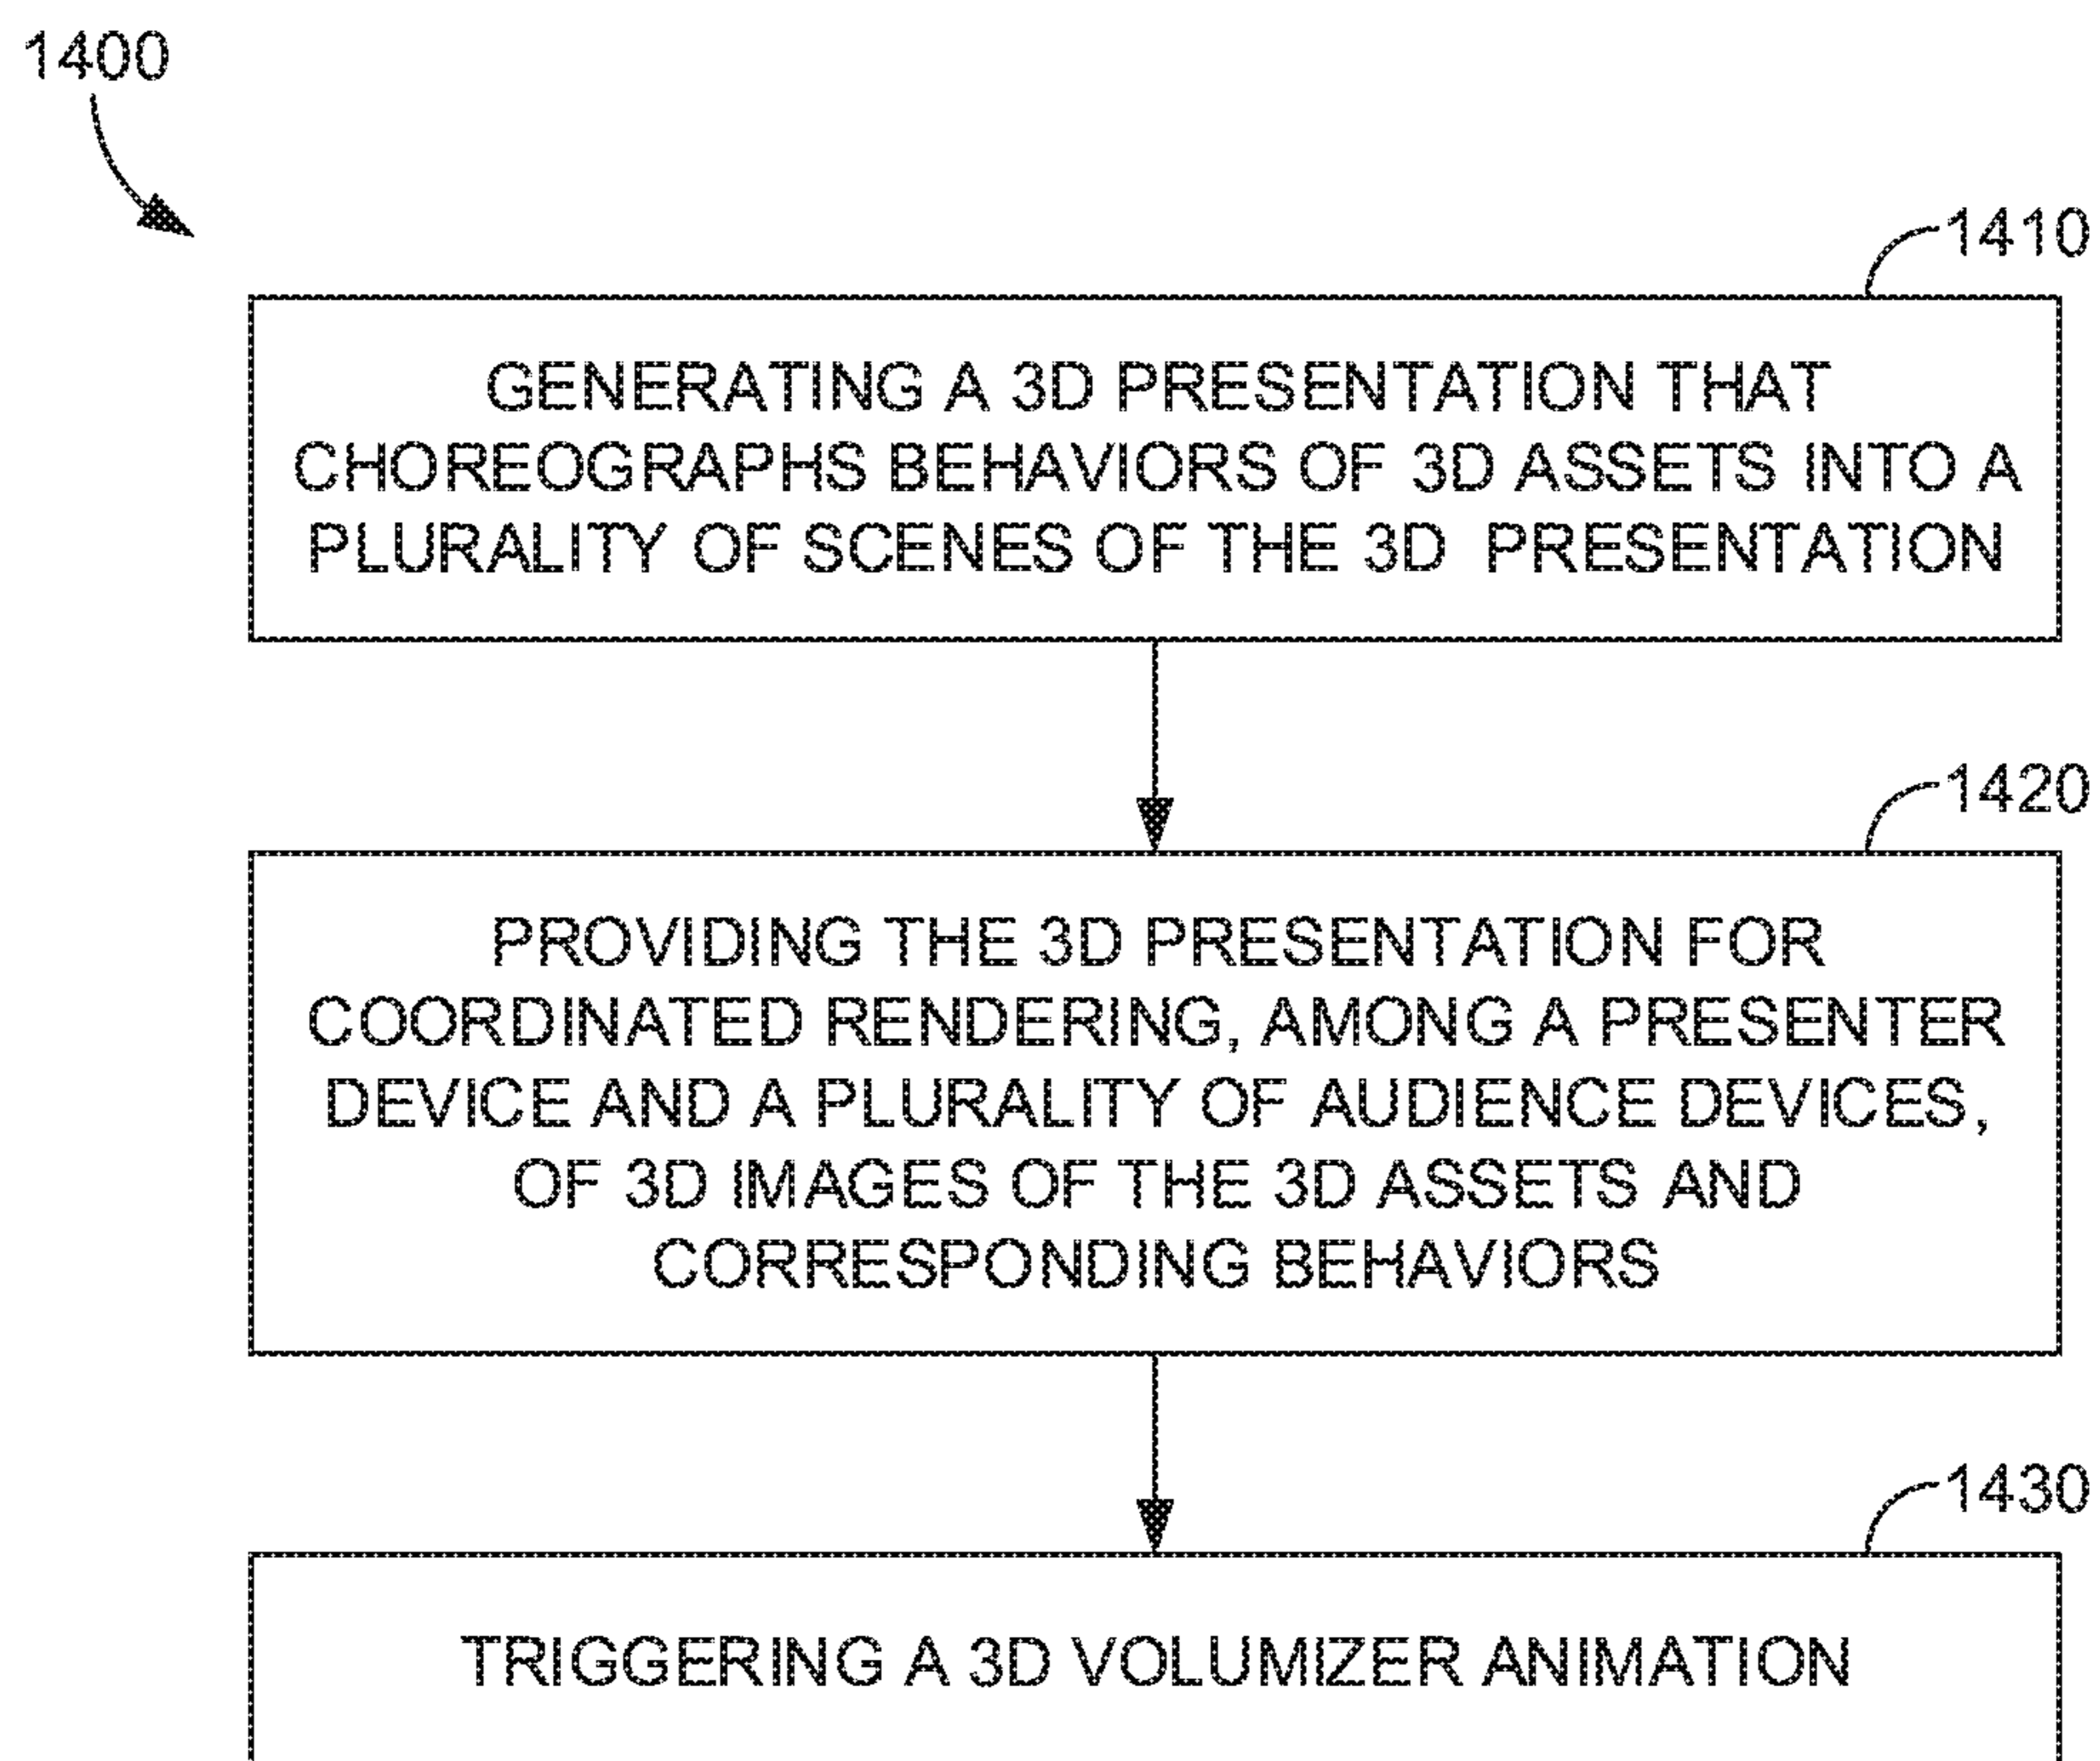 1400
1410
GENERATING A 3D PRESENTATION THAT
CHOREOGRAPHS BEHAVIORS OF 3D ASSETS INTO A
PLURALITY OF SCENES OF THE 3D PRESENTATION
1420
PROVIDING THE 3D PRESENTATION FOR
COORDINATED RENDERING, AMONG A PRESENTER
DEVICE AND A PLURALITY OF AUDIENCE DEVICES,
OF 3D IMAGES OF THE 3D ASSETS AND
CORRESPONDING BEHAVIORS
1430
TRIGGERING A 3D VOLUMIZER ANIMATION